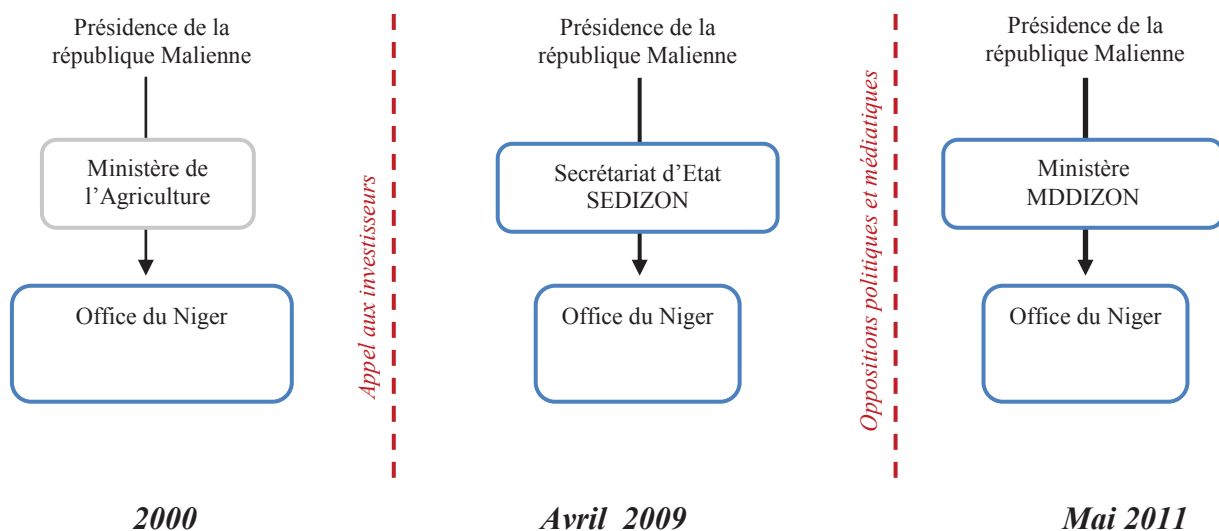 Présidence de la
république Malienne
Ministère de
l’Agriculture
Office du Niger
2000
Appel aux investisseurs
Présidence de la
république Malienne
Secrétariat d’Etat
SEDIZON
Office du Niger
Avril 2009
Oppositions politiques et médiatiques
Présidence de la
république Malienne
Ministère
MDDIZON
Office du Niger
Mai 2011